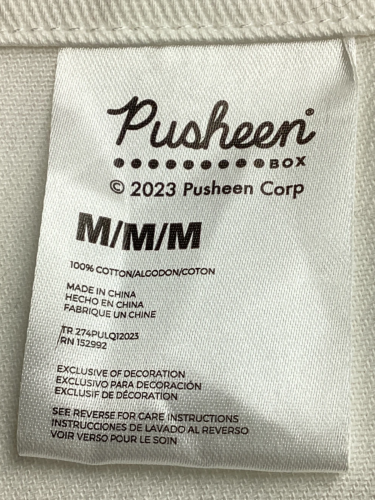 Pusheen®
BOX
© 2023 Pusheen Corp
M/M/M
100% COTTON/ALGODON/COTON
MADE IN CHINA
HECHO EN CHINA
FABRIQUE UN CHINE
TR 274PULQ12023
RN 152992
EXCLUSIVE OF DECORATION
EXCLUSIVO PARA DECORACIÓN
EXCLUSIF DE DÉCORATION
SEE REVERSE FOR CARE INSTRUCTIONS
INSTRUCCIONES DE LAVADO AL REVERSO
VOIR VERSO POUR LE SOIN